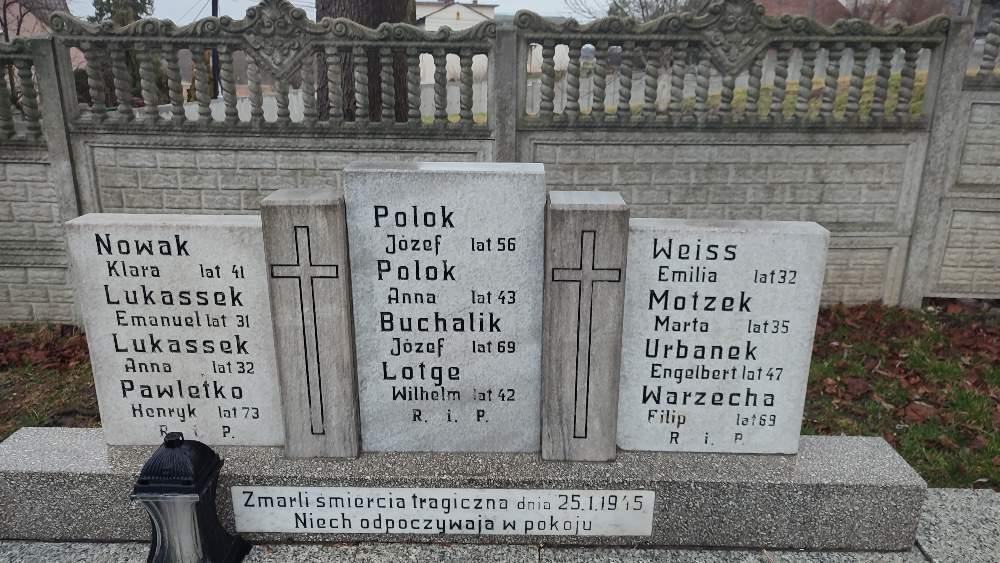 Nowak
Klara lat 41
Lukassek
Emanuel lat 31
Lukassek
Anna lat 32
Pawletko
Henryk lat 73
R. i. P.
Polok
Józef lat 56
Polok
Anna lat 43
Buchalik
Józef lat 69
Lotge
Wilhelm lat 42
R. i. P.
Weiss
Emilia lat 32
Motzek
Marta lat 35
Urbanek
Engelbert lat 47
Warzecha
Filip lat 69
R i. P.
Zmarli śmiercia tragiczna dnia 25.1.1945
Niech odpoczywaja w pokoju